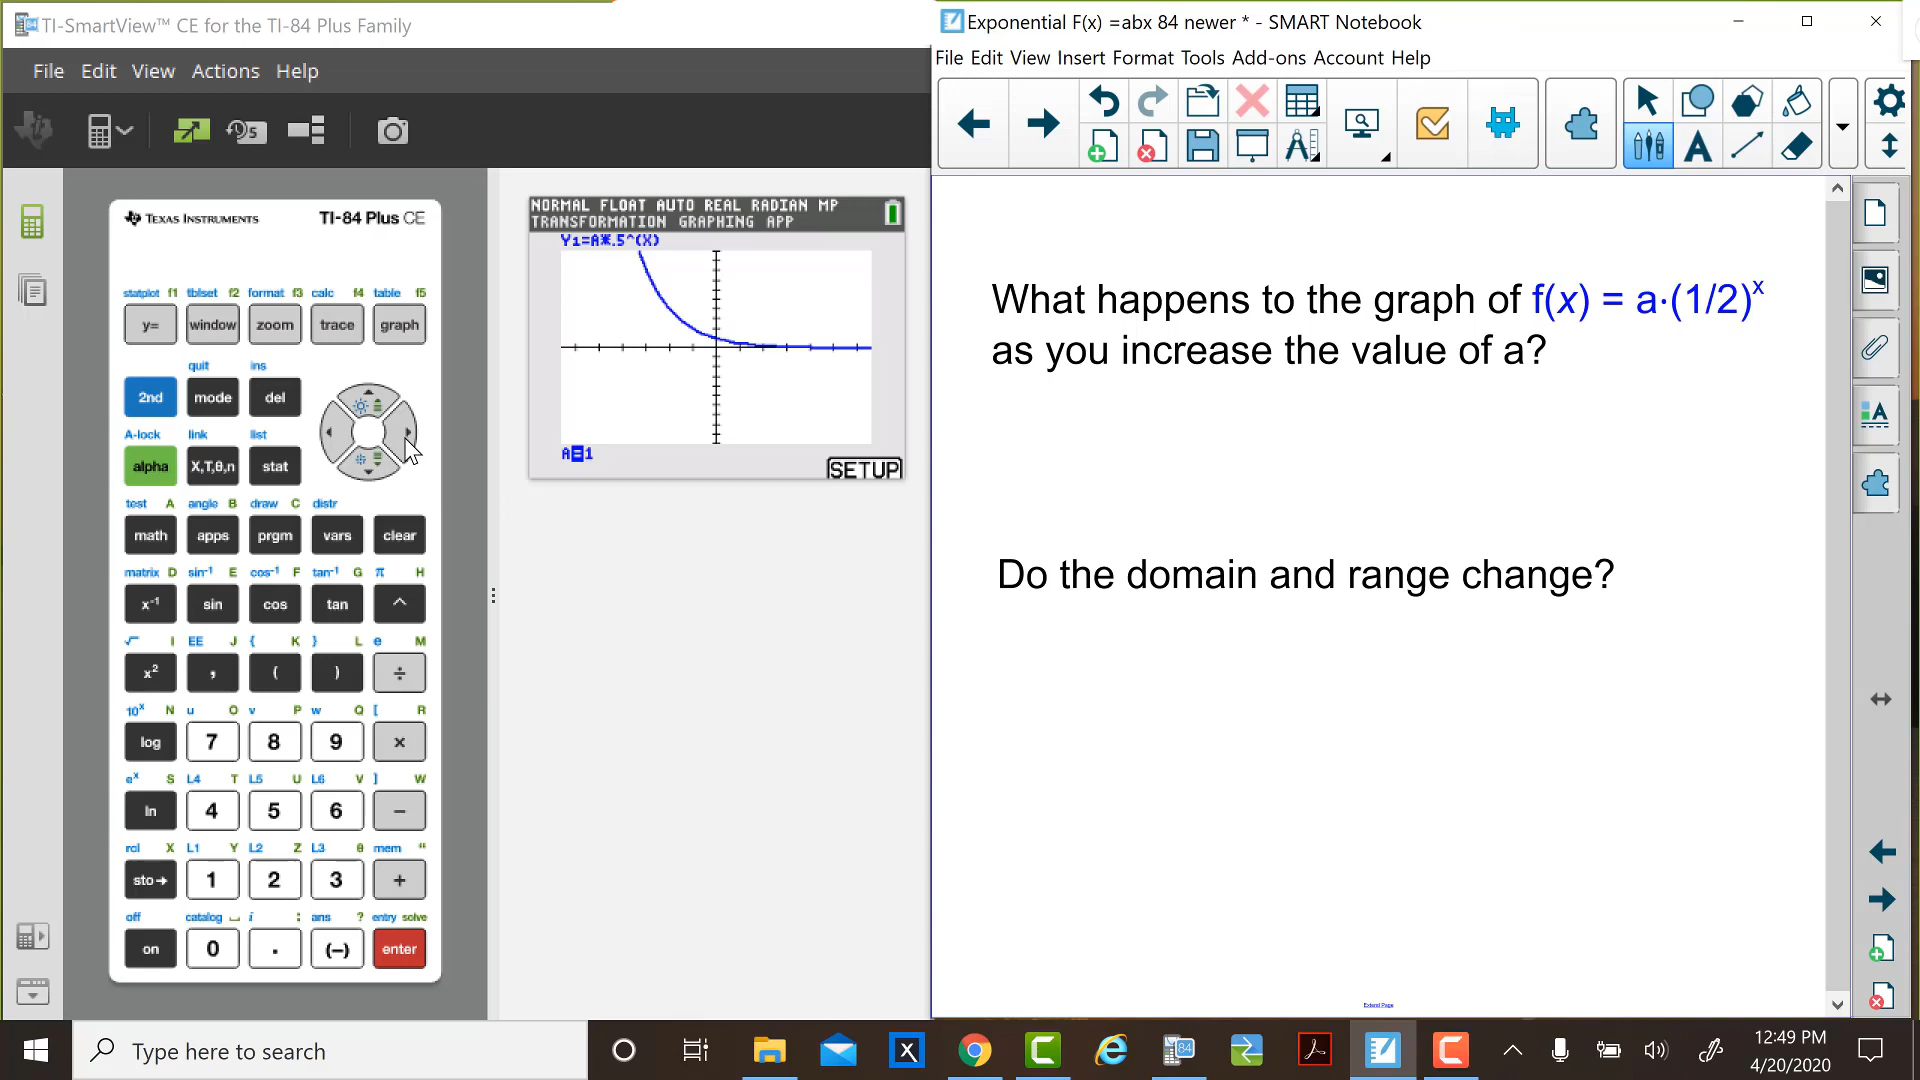 TI-SmartView™ CE for the TI-84 Plus Family
File Edit View Actions Help
TEXAS INSTRUMENTS TI-84 Plus CE
statplot f1 tblset f2 format f3 calc f4 table f5
y= window zoom trace graph
quit ins
2nd mode del
A-lock link list
alpha X,T,θ,n stat
test A angle B draw C distr
math apps prgm vars clear
matrix D sin⁻¹ E cos⁻¹ F tan⁻¹ G π H
x⁻¹ sin cos tan ^
√ I EE J { K } L e M
x² , ( ) ÷
10ˣ N u O v P w Q [ R
log 7 8 9 ×
eˣ S L4 T L5 U L6 V ] W
ln 4 5 6 −
rcl X L1 Y L2 Z L3 θ mem "
sto→ 1 2 3 +
off catalog ⎵ i : ans ? entry solve
on 0 . (−) enter
NORMAL FLOAT AUTO REAL RADIAN MP
TRANSFORMATION GRAPHING APP
Y1=A*.5^(X)
A=1
SETUP
Exponential F(x) =abx 84 newer * - SMART Notebook
File Edit View Insert Format Tools Add-ons Account Help
What happens to the graph of f(x) = a·(1/2)ˣ
as you increase the value of a?
Do the domain and range change?
Extend Page
Type here to search
84
12:49 PM
4/20/2020